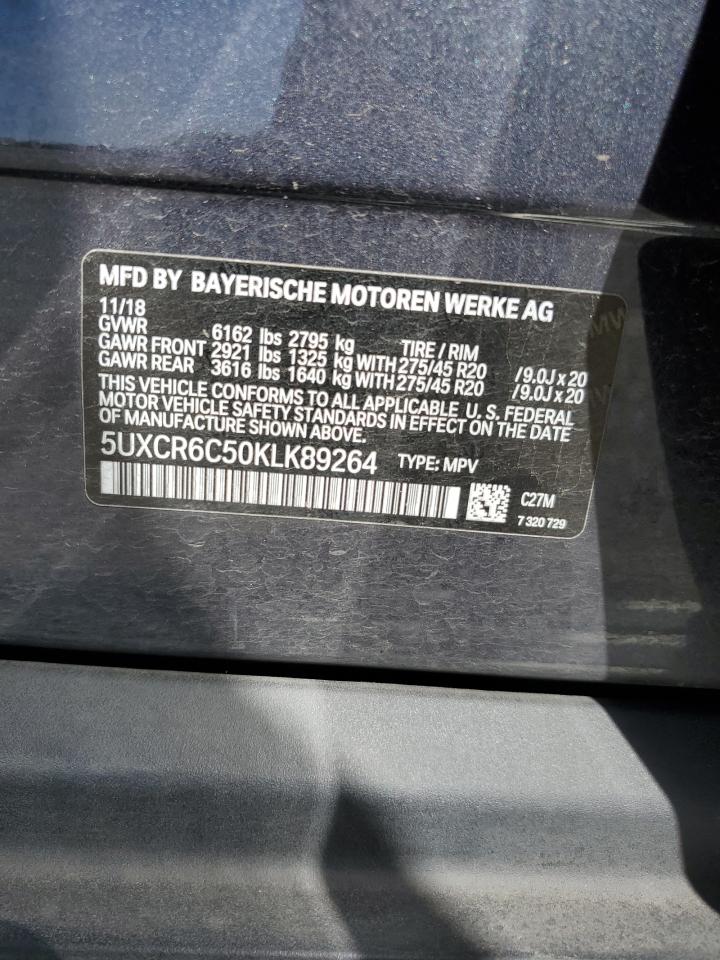 MFD BY BAYERISCHE MOTOREN WERKE AG
11/18
GVWR 6162 lbs 2795 kg TIRE / RIM
GAWR FRONT 2921 lbs 1325 kg WITH 275/45 R20 /9.0J x 20
GAWR REAR 3616 lbs 1640 kg WITH 275/45 R20 /9.0J x 20
THIS VEHICLE CONFORMS TO ALL APPLICABLE U. S. FEDERAL
MOTOR VEHICLE SAFETY STANDARDS IN EFFECT ON THE DATE
OF MANUFACTURE SHOWN ABOVE.
5UXCR6C50KLK89264 TYPE: MPV
C27M
7 320 729